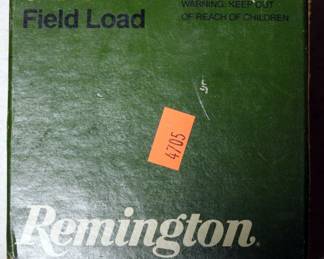 Field Load
WARNING: KEEP OUT
OF REACH OF CHILDREN
4705
Remington®